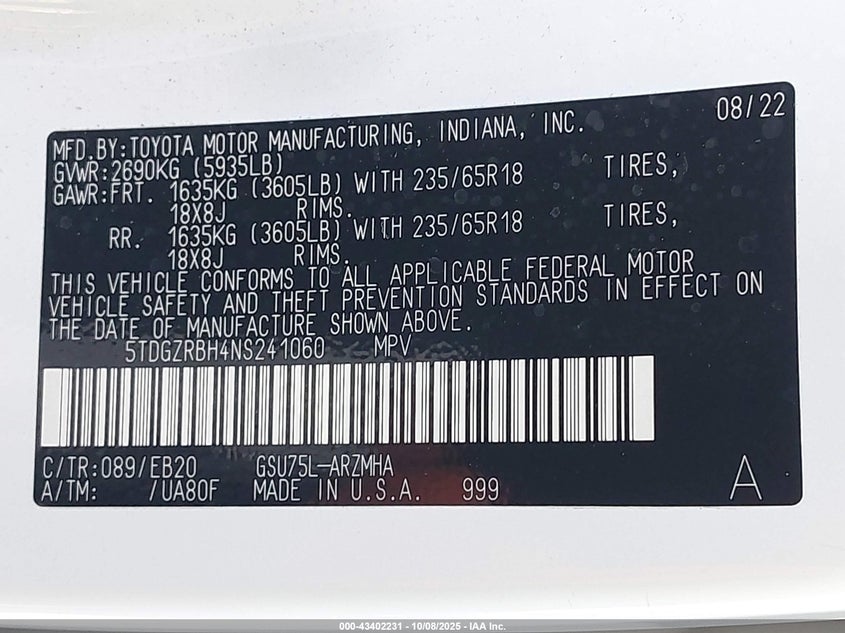 08/22
MFD.BY:TOYOTA MOTOR MANUFACTURING, INDIANA, INC.
GVWR:2690KG (5935LB)
GAWR:FRT. 1635KG (3605LB) WITH 235/65R18 TIRES,
18X8J RIMS.
RR. 1635KG (3605LB) WITH 235/65R18 TIRES,
18X8J RIMS.
THIS VEHICLE CONFORMS TO ALL APPLICABLE FEDERAL MOTOR
VEHICLE SAFETY AND THEFT PREVENTION STANDARDS IN EFFECT ON
THE DATE OF MANUFACTURE SHOWN ABOVE.
5TDGZRBH4NS241060 MPV
C/TR:089/EB20 GSU75L-ARZMHA
A/TM: /UA80F MADE IN U.S.A. 999
A
000-43402231 - 10/08/2025 - IAA Inc.